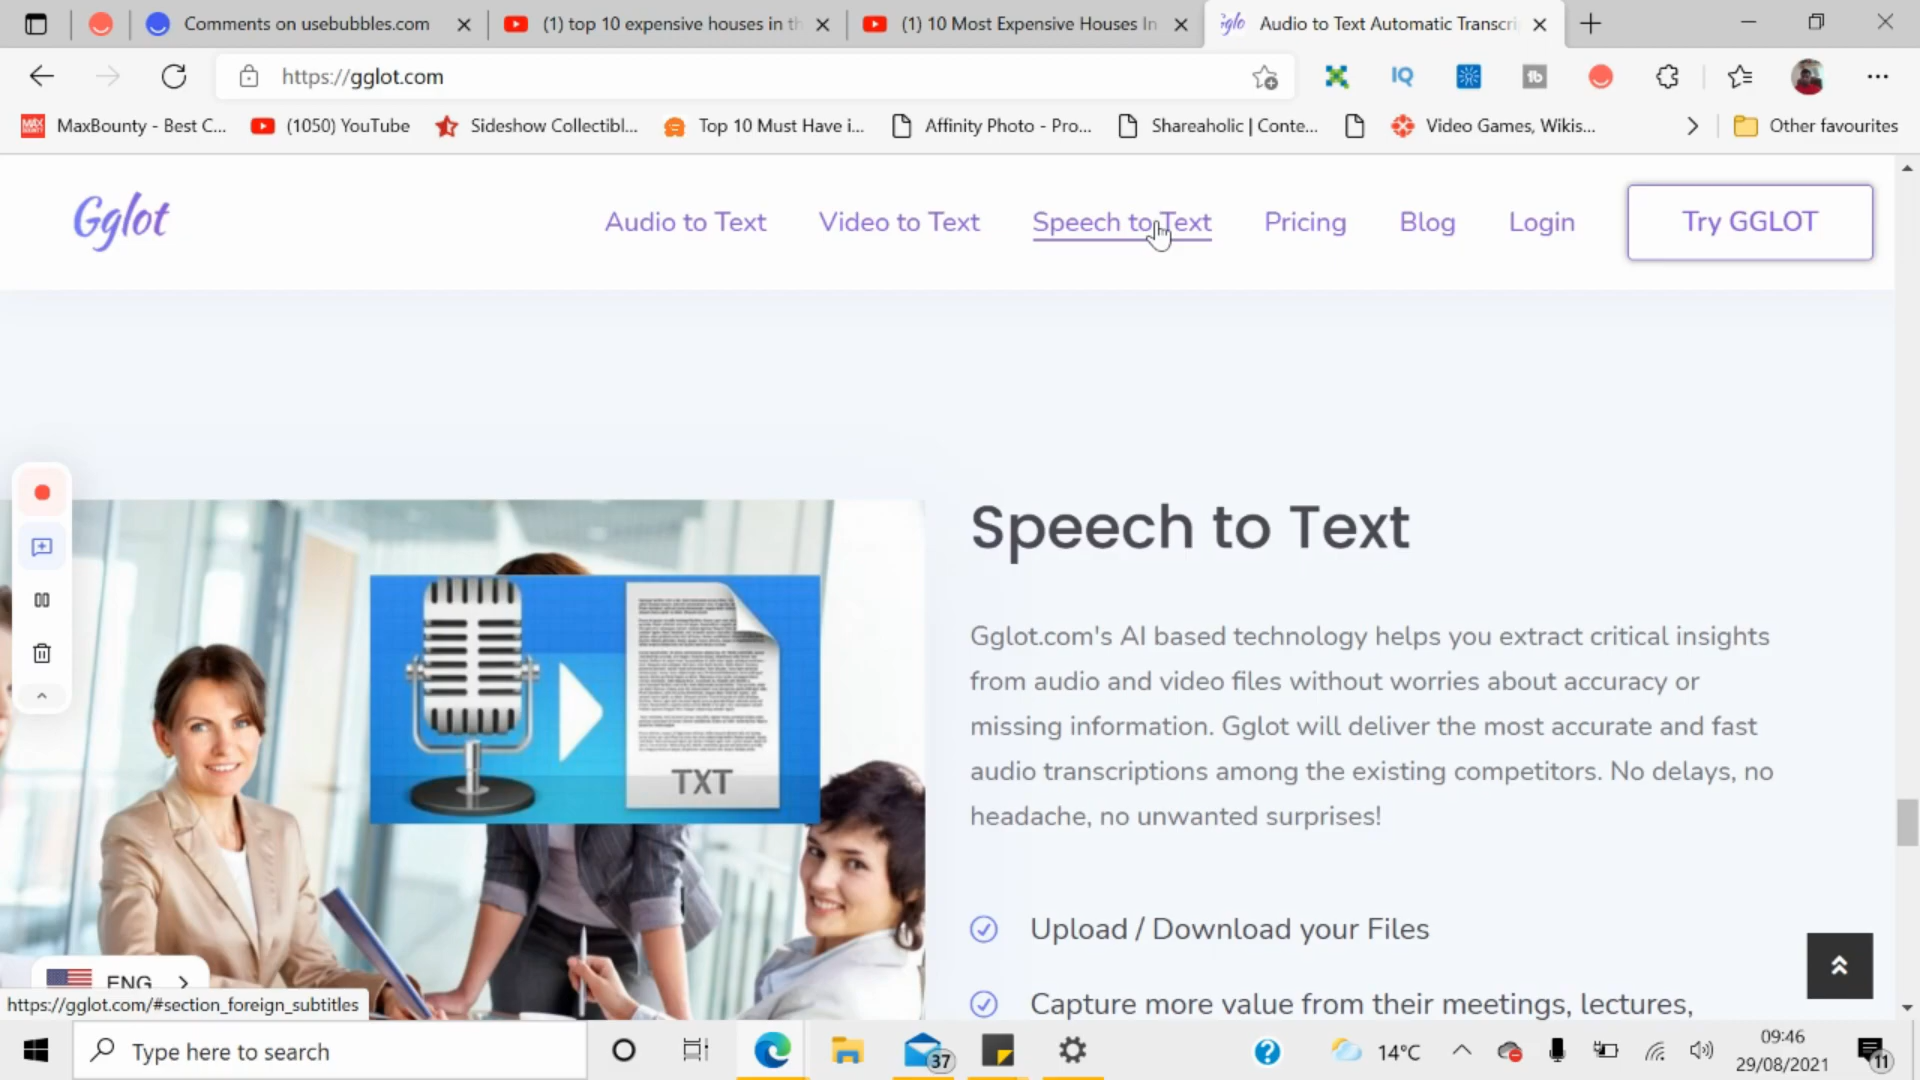 Comments on usebubbles.com
(1) top 10 expensive houses in th
(1) 10 Most Expensive Houses In
Gglo
Audio to Text Automatic Transcri
https://gglot.com
IQ
MAX
BOUNTY
MaxBounty - Best C...
(1050) YouTube
Sideshow Collectibl...
Top 10 Must Have i...
Affinity Photo - Pro...
Shareaholic | Conte...
Video Games, Wikis...
Other favourites
Gglot
Audio to Text
Video to Text
Speech to Text
Pricing
Blog
Login
Try GGLOT
TXT
Speech to Text
Gglot.com's AI based technology helps you extract critical insights
from audio and video files without worries about accuracy or
missing information. Gglot will deliver the most accurate and fast
audio transcriptions among the existing competitors. No delays, no
headache, no unwanted surprises!
Upload / Download your Files
Capture more value from their meetings, lectures,
ENG
https://gglot.com/#section_foreign_subtitles
Type here to search
37
14°C
09:46
29/08/2021
11